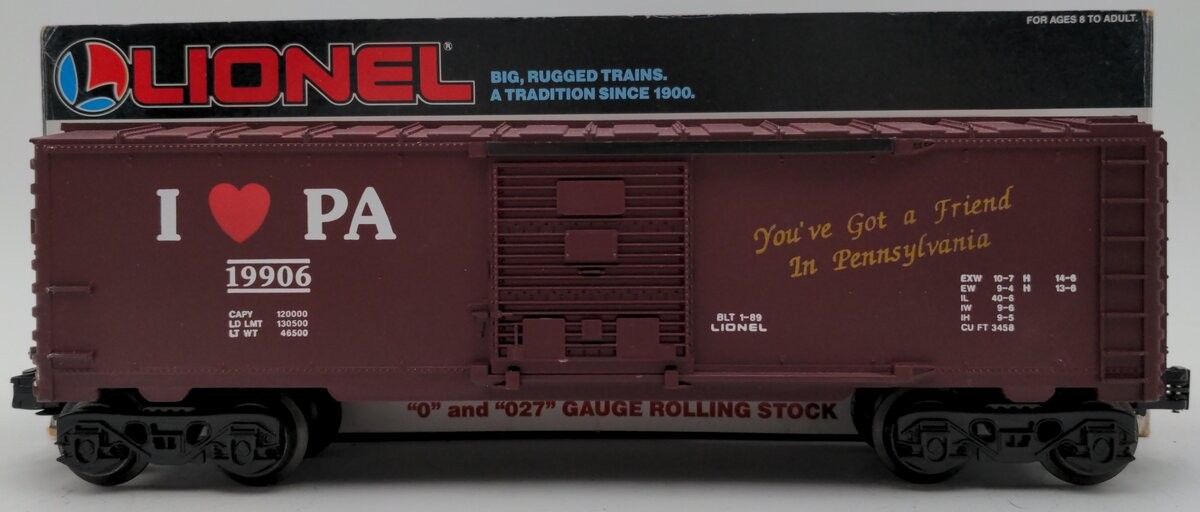 FOR AGES 8 TO ADULT.
LIONEL®
BIG, RUGGED TRAINS.
A TRADITION SINCE 1900.
I ♥ PA
19906
CAPY 120000
LD LMT 130500
LT WT 46500
You've Got a Friend
In Pennsylvania
BLT 1-89
LIONEL
EXW 10-7 H 14-6
EW 9-4 H 13-6
IL 40-6
IW 9-6
IH 9-5
CU FT 3458
"O" and "027" GAUGE ROLLING STOCK